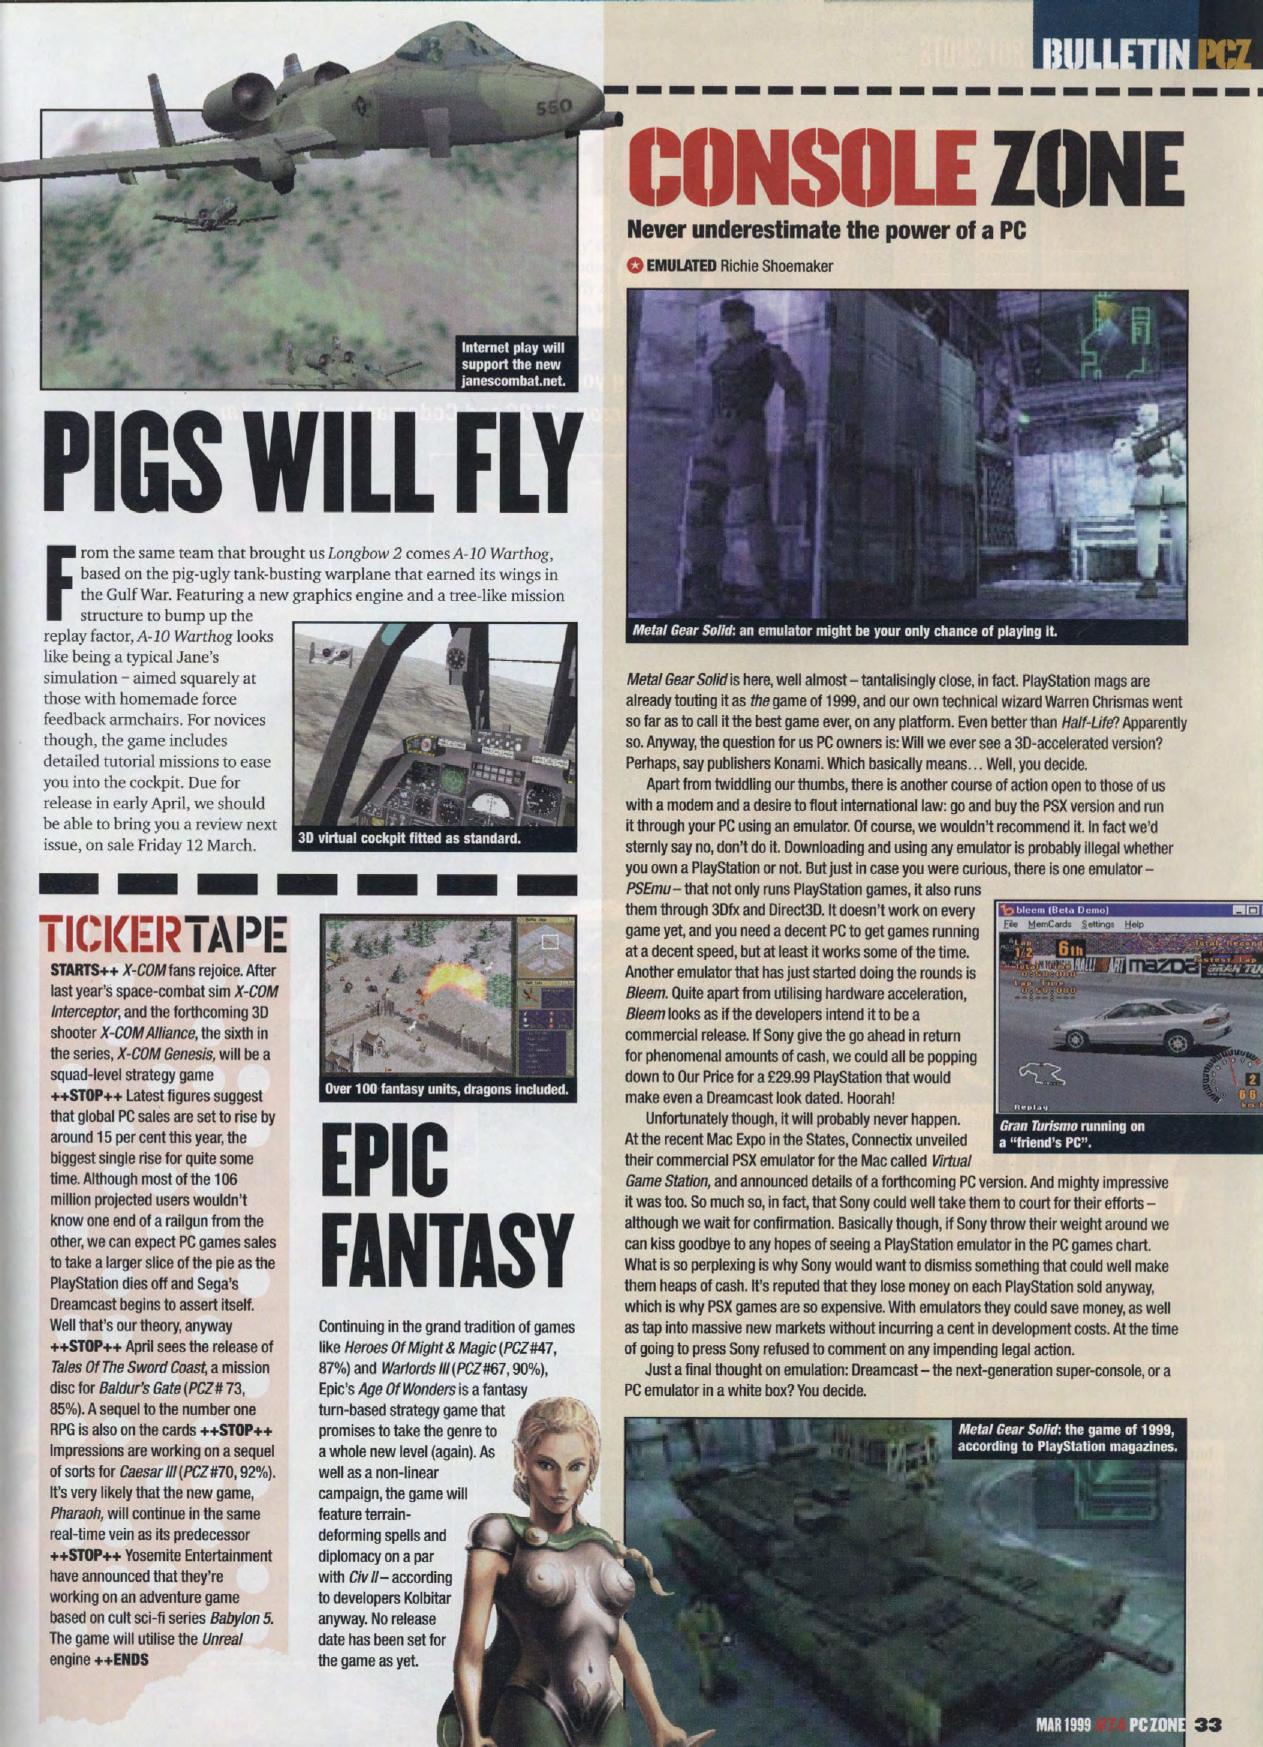 BULLETIN PCZ
550
Internet play will
support the new
janescombat.net.
PIGS WILL FLY
From the same team that brought us Longbow 2 comes A-10 Warthog,
based on the pig-ugly tank-busting warplane that earned its wings in
the Gulf War. Featuring a new graphics engine and a tree-like mission
structure to bump up the
replay factor, A-10 Warthog looks
like being a typical Jane's
simulation – aimed squarely at
those with homemade force
feedback armchairs. For novices
though, the game includes
detailed tutorial missions to ease
you into the cockpit. Due for
release in early April, we should
be able to bring you a review next
issue, on sale Friday 12 March.
3D virtual cockpit fitted as standard.
TICKERTAPE
STARTS++ X-COM fans rejoice. After
last year's space-combat sim X-COM
Interceptor, and the forthcoming 3D
shooter X-COM Alliance, the sixth in
the series, X-COM Genesis, will be a
squad-level strategy game
++STOP++ Latest figures suggest
that global PC sales are set to rise by
around 15 per cent this year, the
biggest single rise for quite some
time. Although most of the 106
million projected users wouldn't
know one end of a railgun from the
other, we can expect PC games sales
to take a larger slice of the pie as the
PlayStation dies off and Sega's
Dreamcast begins to assert itself.
Well that's our theory, anyway
++STOP++ April sees the release of
Tales Of The Sword Coast, a mission
disc for Baldur's Gate (PCZ # 73,
85%). A sequel to the number one
RPG is also on the cards ++STOP++
Impressions are working on a sequel
of sorts for Caesar III (PCZ #70, 92%).
It's very likely that the new game,
Pharaoh, will continue in the same
real-time vein as its predecessor
++STOP++ Yosemite Entertainment
have announced that they're
working on an adventure game
based on cult sci-fi series Babylon 5.
The game will utilise the Unreal
engine ++ENDS
Over 100 fantasy units, dragons included.
EPIC
FANTASY
Continuing in the grand tradition of games
like Heroes Of Might & Magic (PCZ #47,
87%) and Warlords III (PCZ #67, 90%),
Epic's Age Of Wonders is a fantasy
turn-based strategy game that
promises to take the genre to
a whole new level (again). As
well as a non-linear
campaign, the game will
feature terrain-
deforming spells and
diplomacy on a par
with Civ II – according
to developers Kolbitar
anyway. No release
date has been set for
the game as yet.
CONSOLE ZONE
Never underestimate the power of a PC
EMULATED Richie Shoemaker
Metal Gear Solid: an emulator might be your only chance of playing it.
Metal Gear Solid is here, well almost – tantalisingly close, in fact. PlayStation mags are
already touting it as the game of 1999, and our own technical wizard Warren Chrismas went
so far as to call it the best game ever, on any platform. Even better than Half-Life? Apparently
so. Anyway, the question for us PC owners is: Will we ever see a 3D-accelerated version?
Perhaps, say publishers Konami. Which basically means… Well, you decide.
Apart from twiddling our thumbs, there is another course of action open to those of us
with a modem and a desire to flout international law: go and buy the PSX version and run
it through your PC using an emulator. Of course, we wouldn't recommend it. In fact we'd
sternly say no, don't do it. Downloading and using any emulator is probably illegal whether
you own a PlayStation or not. But just in case you were curious, there is one emulator –
PSEmu – that not only runs PlayStation games, it also runs
them through 3Dfx and Direct3D. It doesn't work on every
game yet, and you need a decent PC to get games running
at a decent speed, but at least it works some of the time.
Another emulator that has just started doing the rounds is
Bleem. Quite apart from utilising hardware acceleration,
Bleem looks as if the developers intend it to be a
commercial release. If Sony give the go ahead in return
for phenomenal amounts of cash, we could all be popping
down to Our Price for a £29.99 PlayStation that would
make even a Dreamcast look dated. Hoorah!
Unfortunately though, it will probably never happen.
At the recent Mac Expo in the States, Connectix unveiled
their commercial PSX emulator for the Mac called Virtual
Game Station, and announced details of a forthcoming PC version. And mighty impressive
it was too. So much so, in fact, that Sony could well take them to court for their efforts –
although we wait for confirmation. Basically though, if Sony throw their weight around we
can kiss goodbye to any hopes of seeing a PlayStation emulator in the PC games chart.
What is so perplexing is why Sony would want to dismiss something that could well make
them heaps of cash. It's reputed that they lose money on each PlayStation sold anyway,
which is why PSX games are so expensive. With emulators they could save money, as well
as tap into massive new markets without incurring a cent in development costs. At the time
of going to press Sony refused to comment on any impending legal action.
Just a final thought on emulation: Dreamcast – the next-generation super-console, or a
PC emulator in a white box? You decide.
bleem (Beta Demo)
File MemCards Settings Help
Lap
1/2
6th
Total Record
RALLI ART mazda
Fastest Lap
GRAN TU
2
66
Replay
Gran Turismo running on
a "friend's PC".
Metal Gear Solid: the game of 1999,
according to PlayStation magazines.
MAR 1999 PC ZONE 33